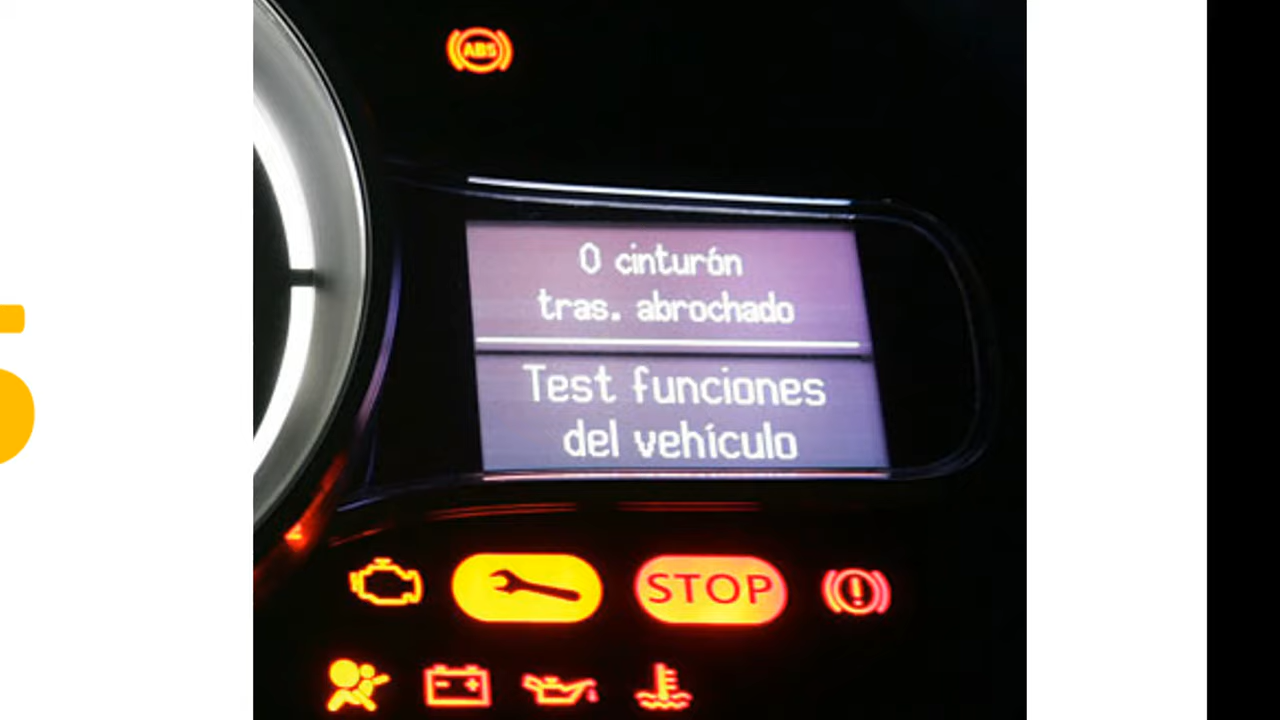 ABS
0 cinturón
tras. abrochado
Test funciones
del vehículo
STOP